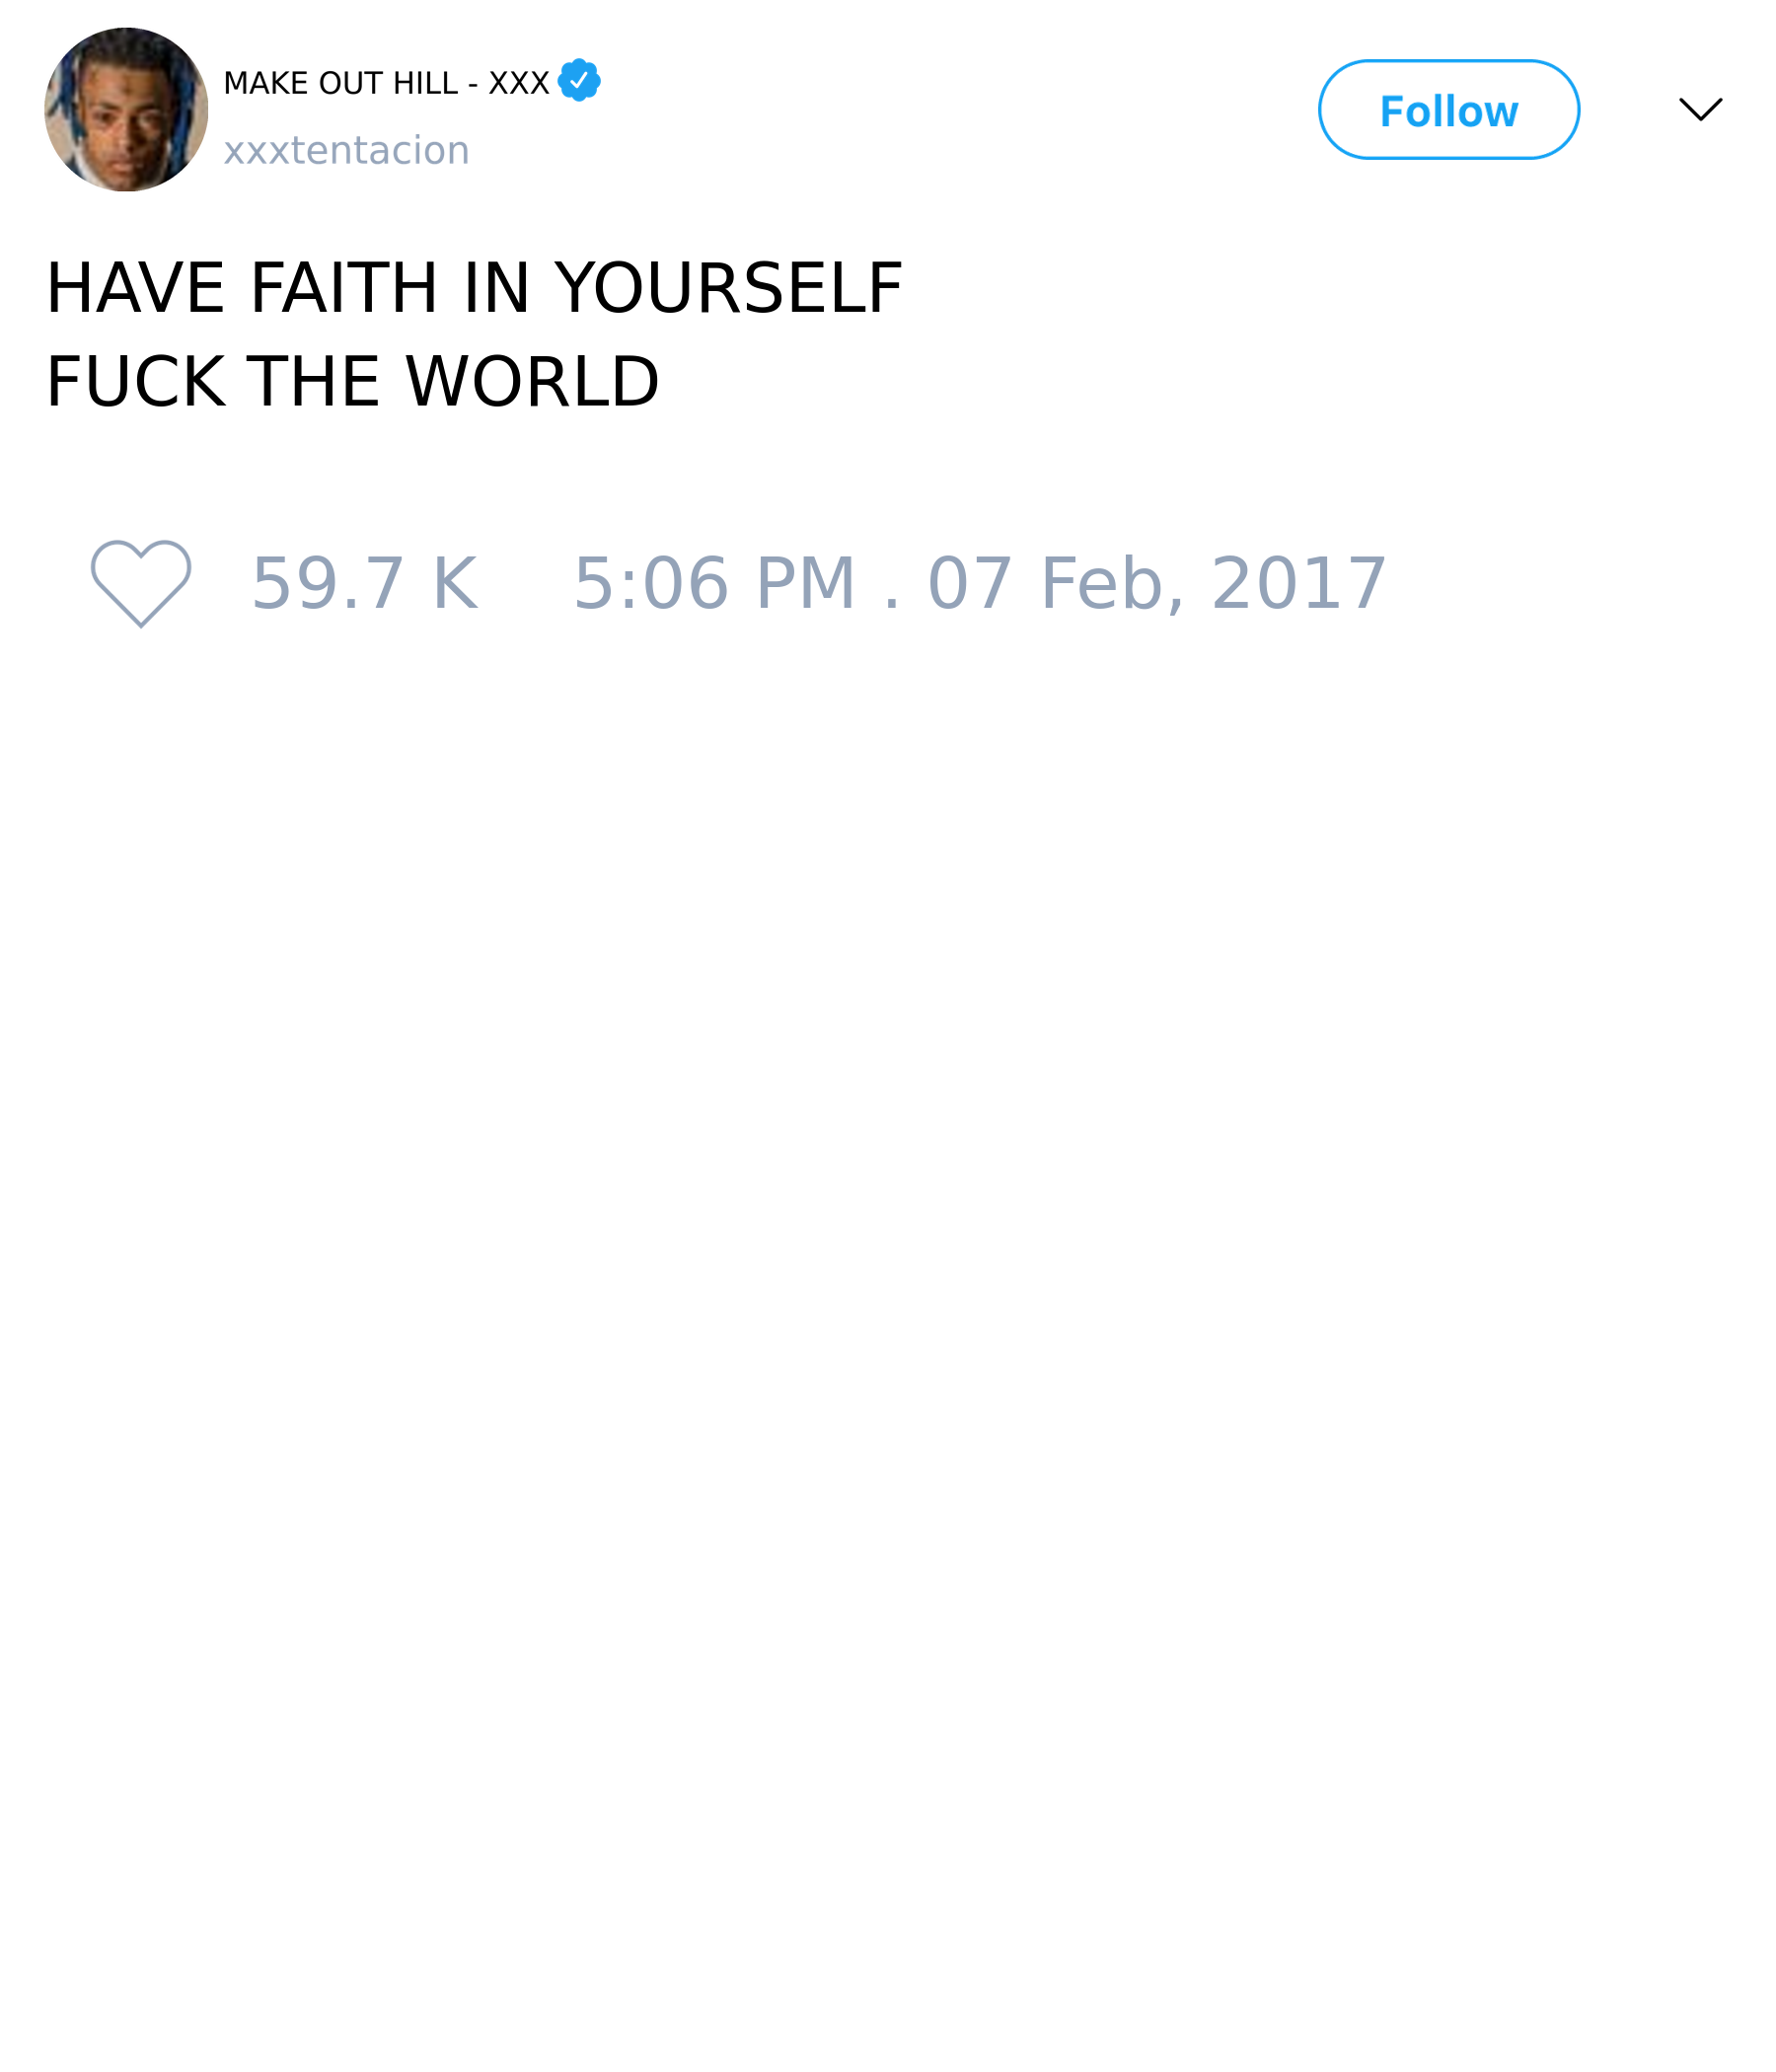 MAKE OUT HILL - XXX
xxxtentacion
Follow
HAVE FAITH IN YOURSELF
FUCK THE WORLD
59.7 K 5:06 PM . 07 Feb, 2017